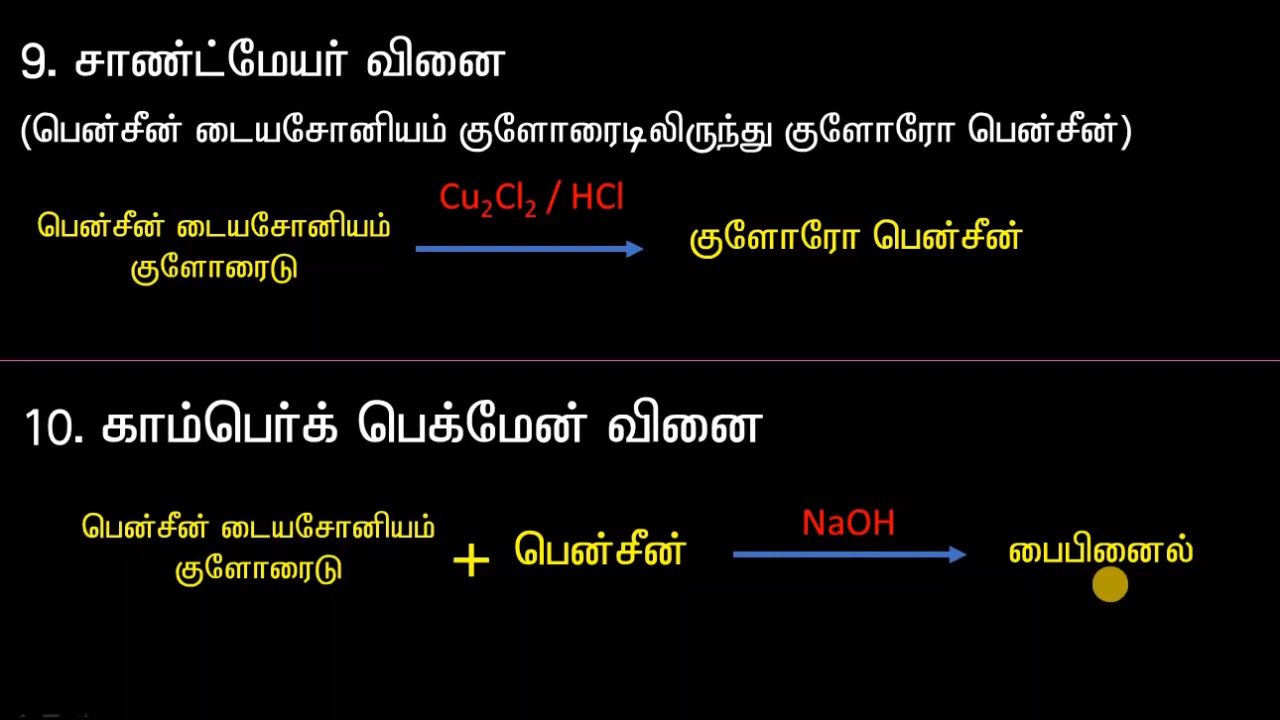 9. சாண்ட்மேயர் வினை
(பென்சீன் டையசோனியம் குளோரைடிலிருந்து குளோரோ பென்சீன்)
Cu₂Cl₂ / HCl
பென்சீன் டையசோனியம்
குளோரைடு
குளோரோ பென்சீன்
10. காம்பெர்க் பெக்மேன் வினை
பென்சீன் டையசோனியம்
குளோரைடு
+ பென்சீன்
NaOH
பைபினைல்